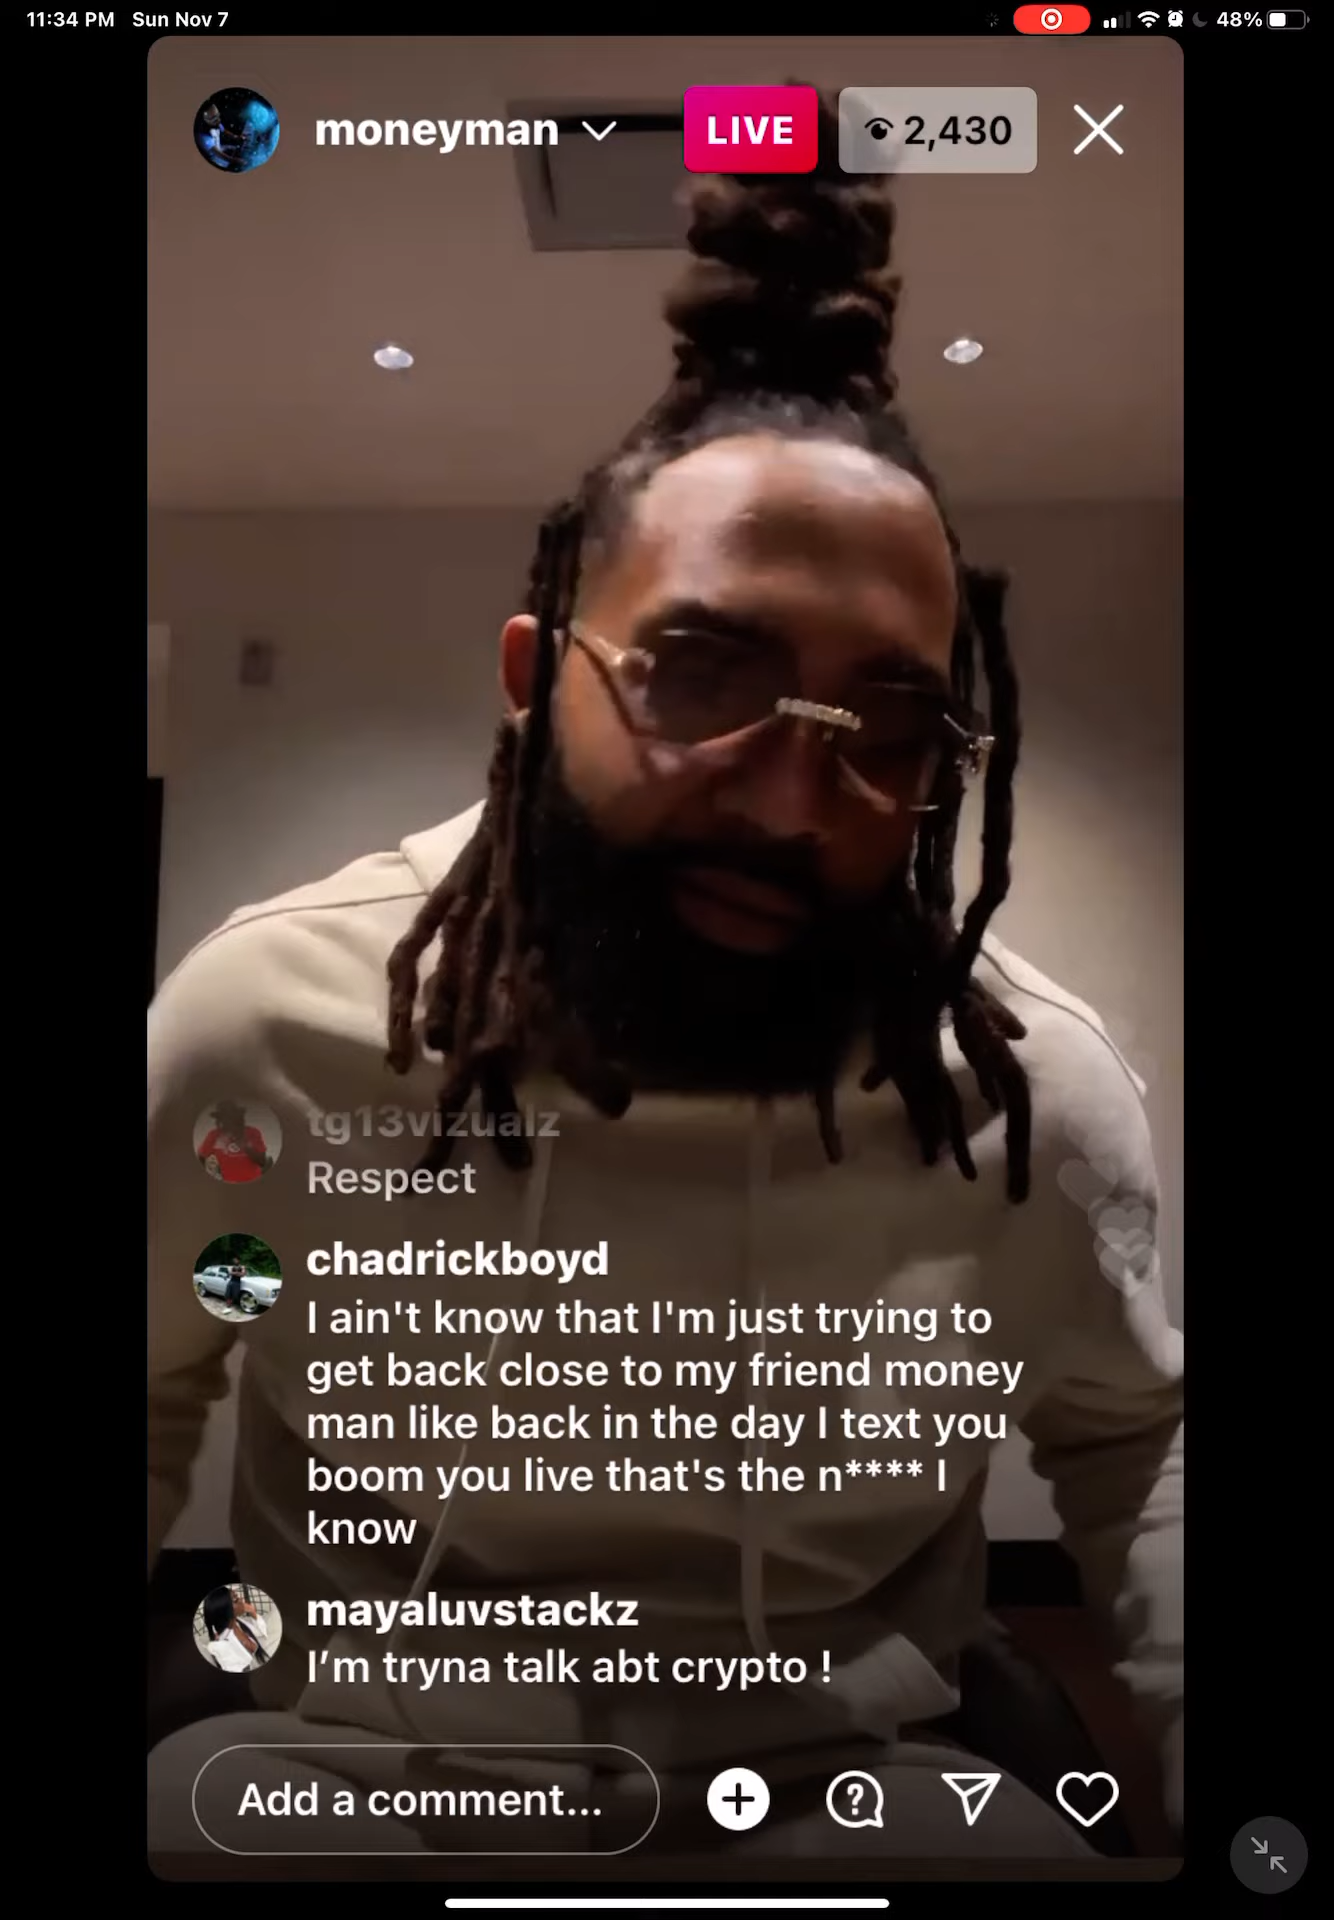 11:34 PM Sun Nov 7 48%
moneyman LIVE 2,430
tg13vizualz
Respect
chadrickboyd
I ain't know that I'm just trying to
get back close to my friend money
man like back in the day I text you
boom you live that's the n**** I
know
mayaluvstackz
I’m tryna talk abt crypto !
Add a comment...